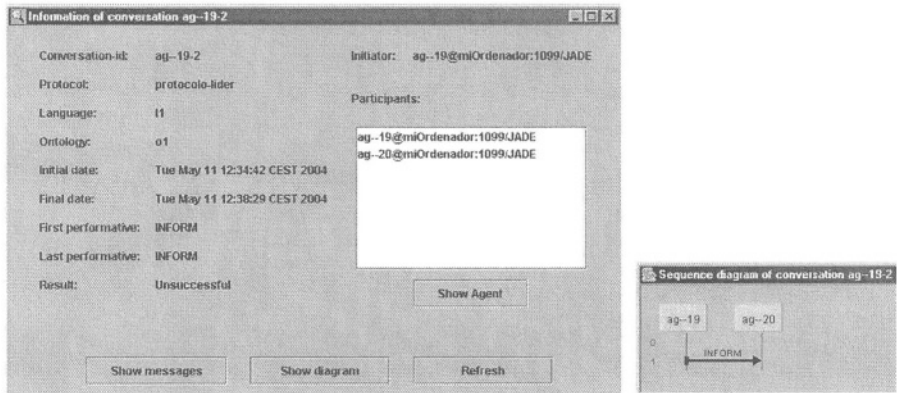 Information of conversation ag--19-2
Conversation-id: ag--19-2
Initiator: ag--19@miOrdenador:1099/JADE
Protocol: protocolo-lider
Participants:
Language: l1
ag--19@miOrdenador:1099/JADE
Ontology: o1
ag--20@miOrdenador:1099/JADE
Initial date: Tue May 11 12:34:42 CEST 2004
Final date: Tue May 11 12:38:29 CEST 2004
First performative: INFORM
Last performative: INFORM
Result: Unsuccessful
Show Agent
Show messages
Show diagram
Refresh
Sequence diagram of conversation ag--19-2
ag--19
ag--20
0
1
INFORM